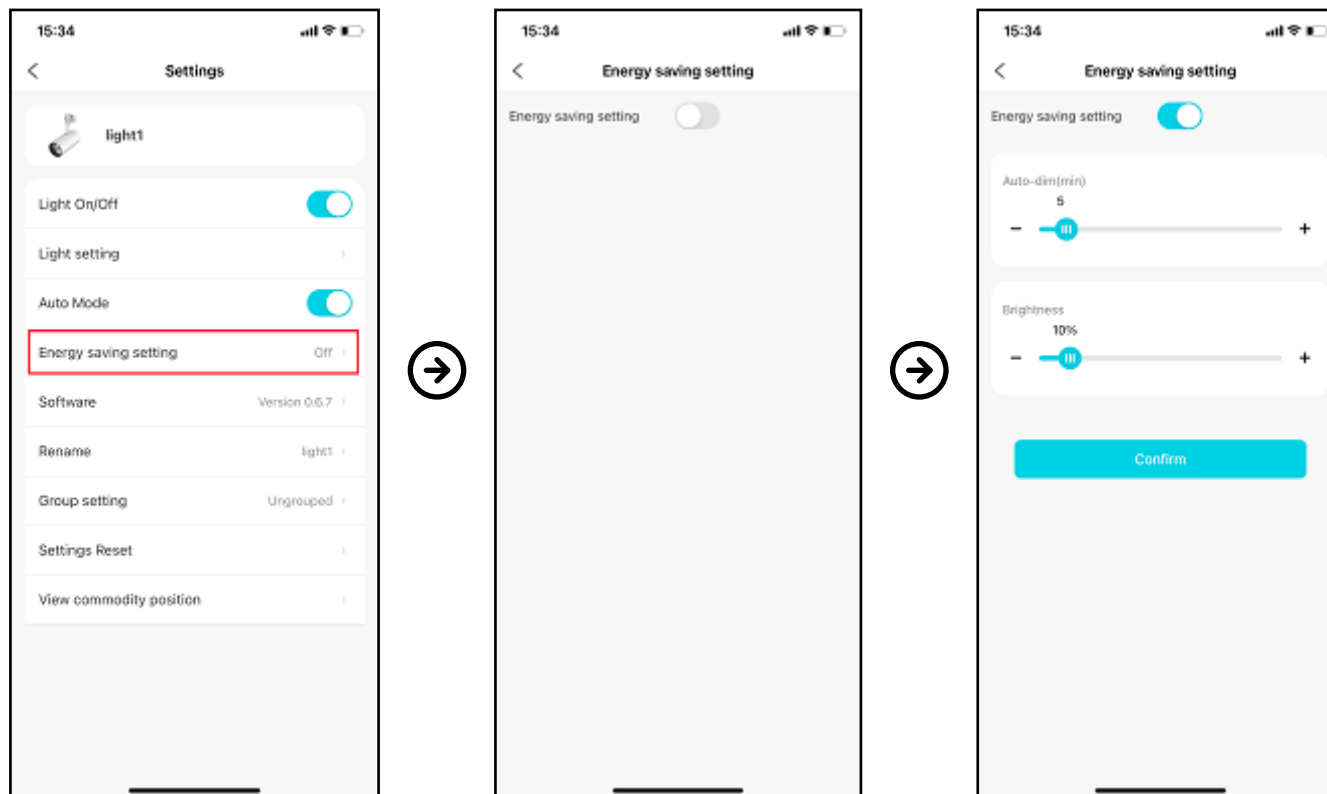 15:34
Settings
light1
Light On/Off
Light setting
Auto Mode
Energy saving setting Off
Software Version 0.6.7
Rename light1
Group setting Ungrouped
Settings Reset
View commodity position
15:34
Energy saving setting
Energy saving setting
15:34
Energy saving setting
Energy saving setting
Auto-dim(min)
5
Brightness
10%
Confirm